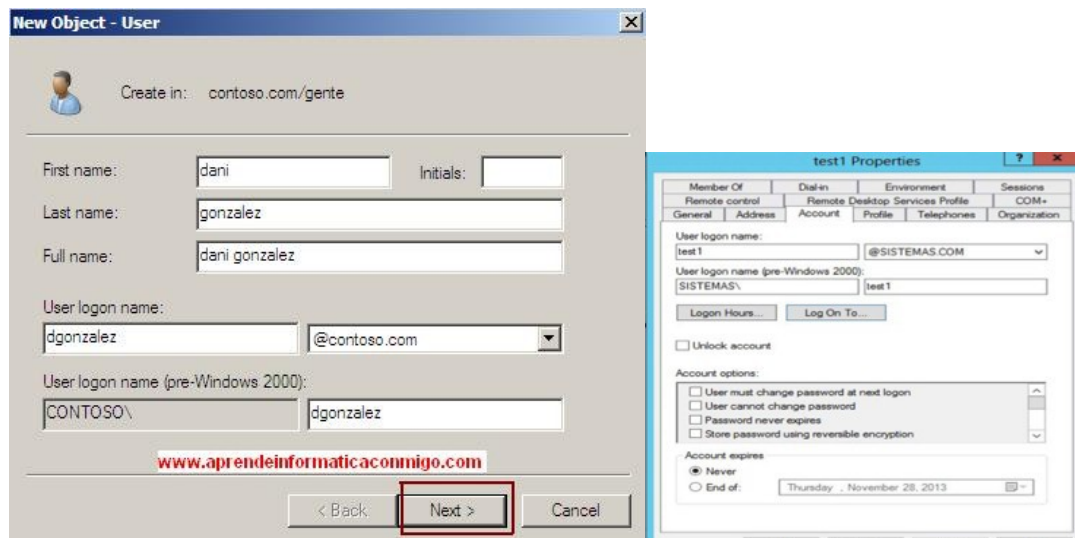 New Object - User
Create in: contoso.com/gente
First name: dani Initials:
Last name: gonzalez
Full name: dani gonzalez
User logon name:
dgonzalez @contoso.com
User logon name (pre-Windows 2000):
CONTOSO\ dgonzalez
www.aprendeinformaticaconmigo.com
< Back Next > Cancel
test1 Properties
Member Of Dial-in Environment Sessions
Remote control Remote Desktop Services Profile COM+
General Address Account Profile Telephones Organization
User logon name:
test1 @SISTEMAS.COM
User logon name (pre-Windows 2000):
SISTEMAS\ test1
Logon Hours... Log On To...
Unlock account
Account options:
User must change password at next logon
User cannot change password
Password never expires
Store password using reversible encryption
Account expires
Never
End of: Thursday , November 28, 2013